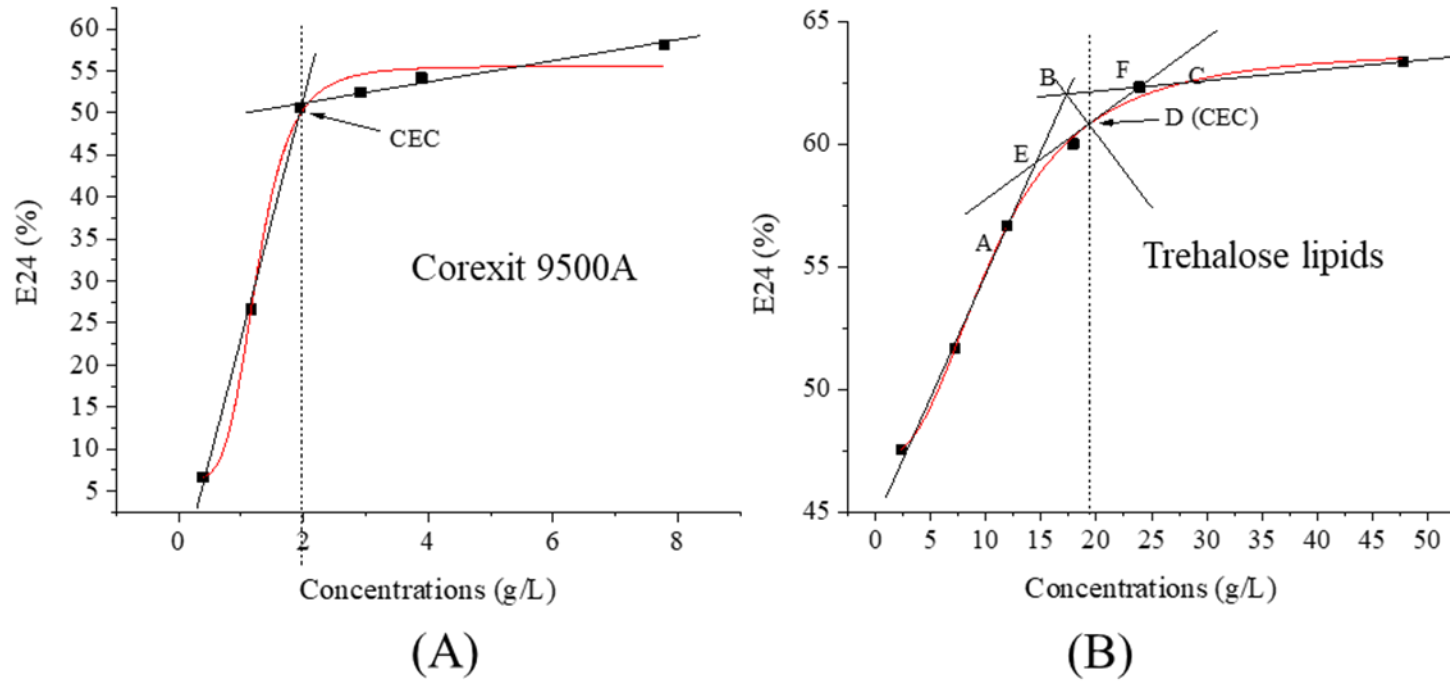 60
55
50
45
40
35
30
25
20
15
10
5
E24 (%)
CEC
Corexit 9500A
0 2 4 6 8
Concentrations (g/L)
(A)
65
60
55
50
45
E24 (%)
B F C
D (CEC)
E
A
Trehalose lipids
0 5 10 15 20 25 30 35 40 45 50
Concentrations (g/L)
(B)